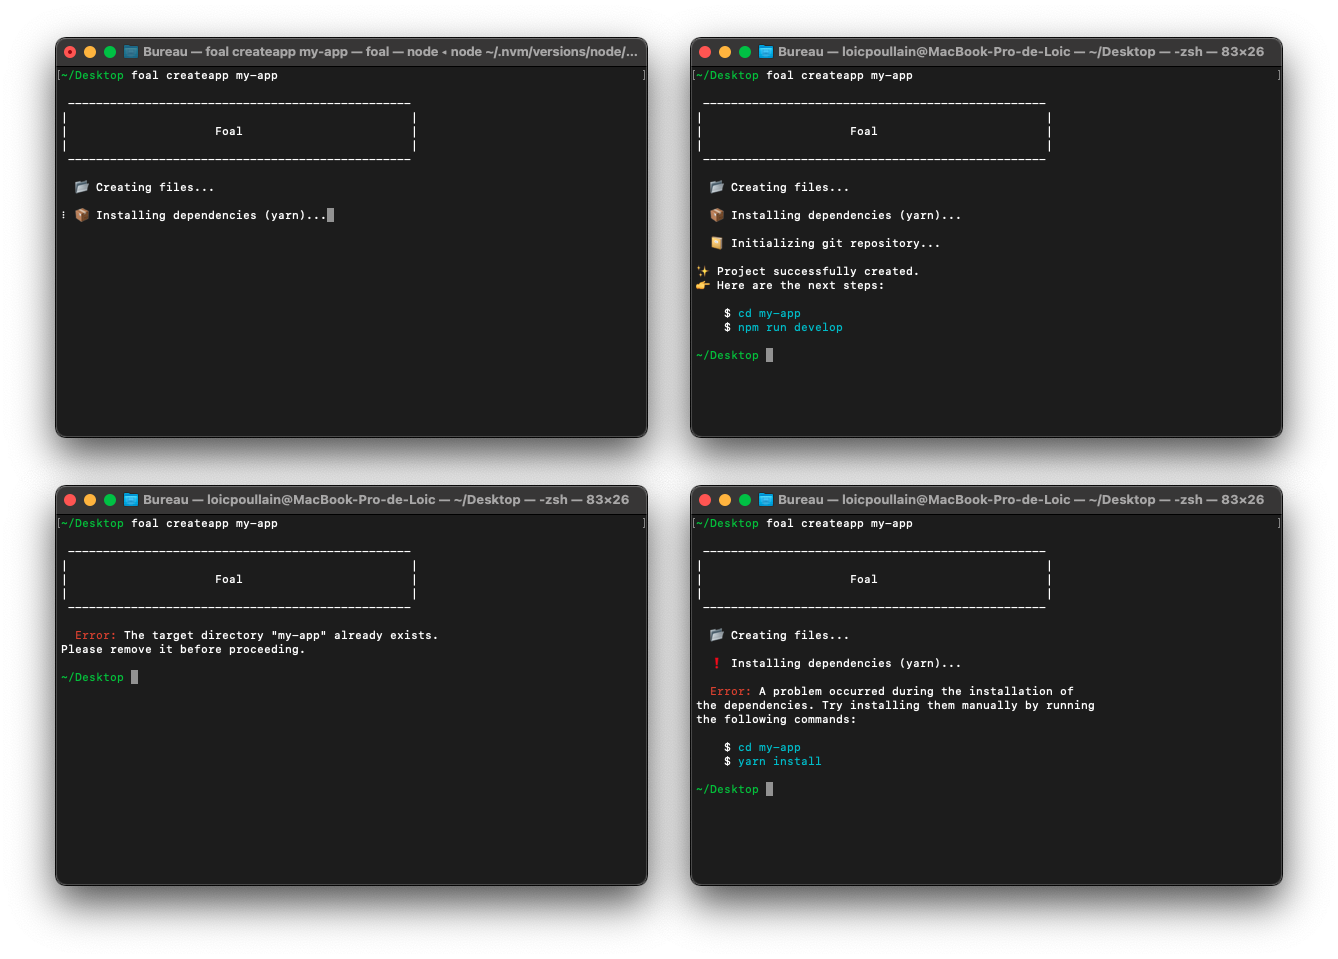 Bureau — foal createapp my-app — foal — node ◂ node ~/.nvm/versions/node/...
[~/Desktop foal createapp my-app ]
Foal
📂 Creating files...
⠇ 📦 Installing dependencies (yarn)...
Bureau — loicpoullain@MacBook-Pro-de-Loic — ~/Desktop — -zsh — 83×26
[~/Desktop foal createapp my-app ]
Foal
📂 Creating files...
📦 Installing dependencies (yarn)...
📔 Initializing git repository...
✨ Project successfully created.
👉 Here are the next steps:
$ cd my-app
$ npm run develop
~/Desktop
Bureau — loicpoullain@MacBook-Pro-de-Loic — ~/Desktop — -zsh — 83×26
[~/Desktop foal createapp my-app ]
Foal
Error: The target directory "my-app" already exists.
Please remove it before proceeding.
~/Desktop
Bureau — loicpoullain@MacBook-Pro-de-Loic — ~/Desktop — -zsh — 83×26
[~/Desktop foal createapp my-app ]
Foal
📂 Creating files...
❗ Installing dependencies (yarn)...
Error: A problem occurred during the installation of
the dependencies. Try installing them manually by running
the following commands:
$ cd my-app
$ yarn install
~/Desktop